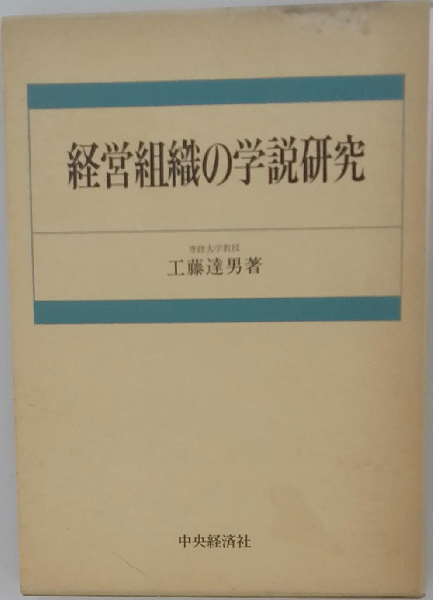 経営組織の学説研究
専修大学教授
工藤達男著
中央経済社